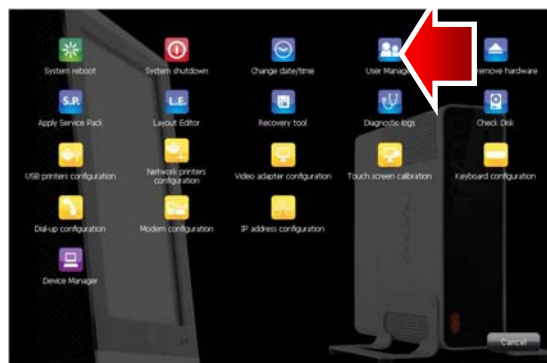 System reboot
System shutdown
Change date/time
User Manage
remove hardware
S.P.
L.E.
Apply Service Pack
Layout Editor
Recovery tool
Diagnostic logs
Check Disk
USB printers configuration
Network printers
configuration
Video adapter configuration
Touch screen calibration
Keyboard configuration
Dial-up configuration
Modem configuration
IP address configuration
Device Manager
Cancel